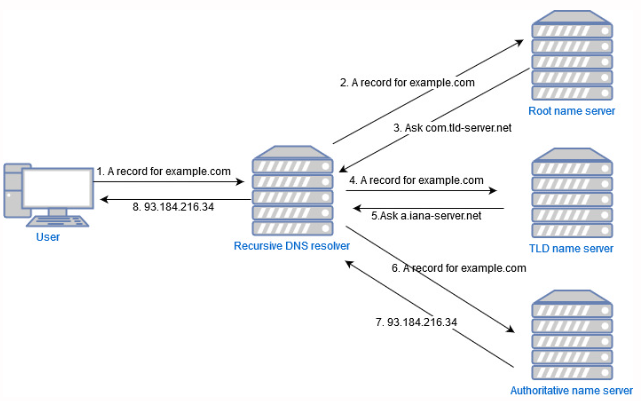 2. A record for example.com
Root name server
3. Ask com.tld-server.net
1. A record for example.com
4. A record for example.com
8. 93.184.216.34
5.Ask a.iana-server.net
User
Recursive DNS resolver
TLD name server
6. A record for example.com
7. 93.184.216.34
Authoritative name server